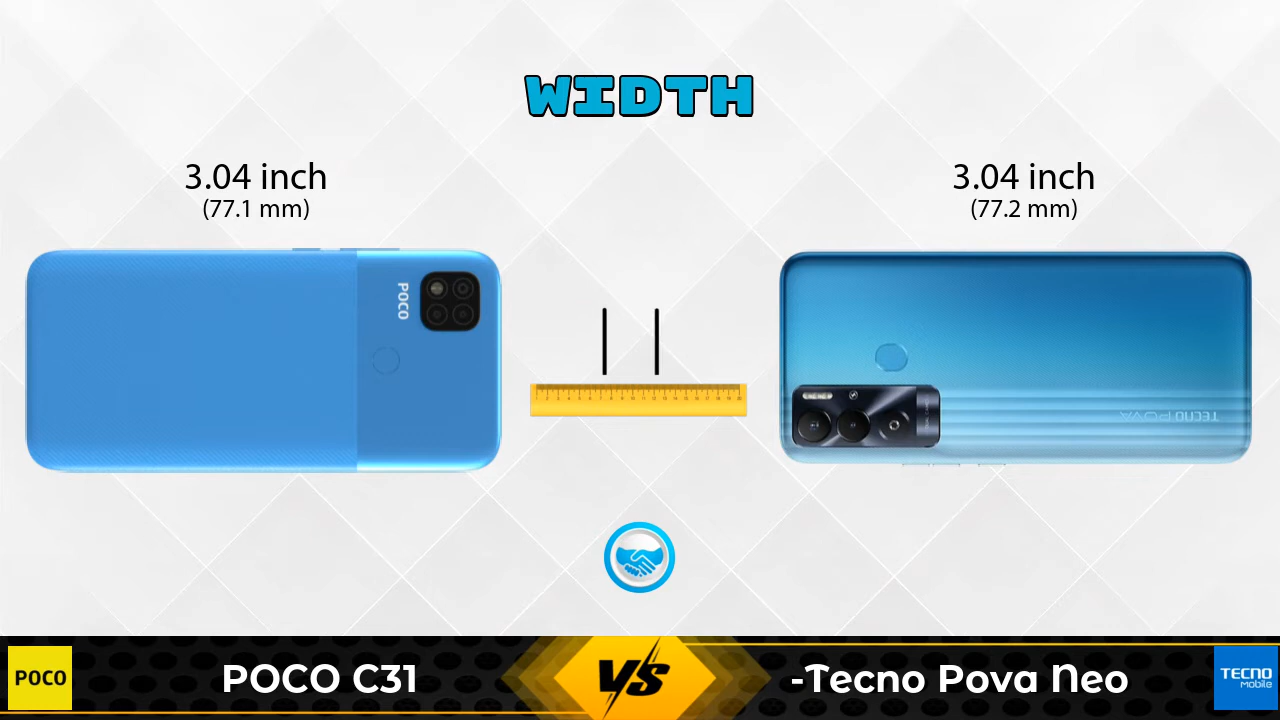 WIDTH
3.04 inch
(77.1 mm)
3.04 inch
(77.2 mm)
POCO
TECNO POVA
POCO
POCO C31
VS
-Tecno Pova Neo
TECNO
mobile